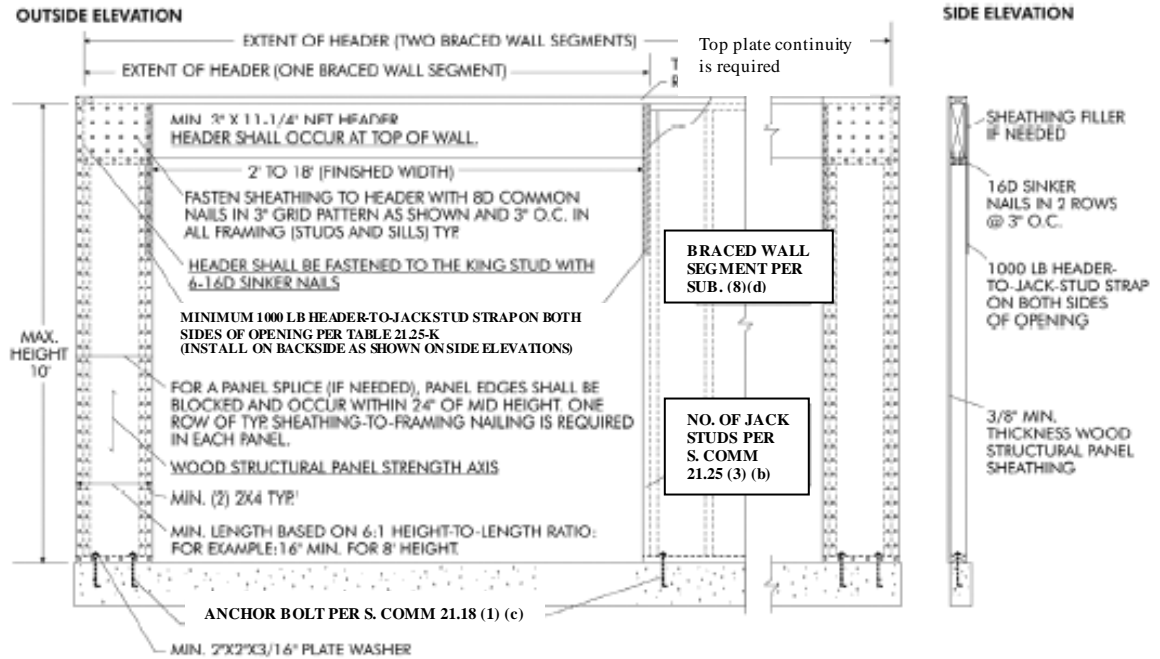 OUTSIDE ELEVATION
SIDE ELEVATION
EXTENT OF HEADER (TWO BRACED WALL SEGMENTS)
Top plate continuity
is required
EXTENT OF HEADER (ONE BRACED WALL SEGMENT)
MIN. 3" X 11-1/4" NET HEADER
HEADER SHALL OCCUR AT TOP OF WALL.
2' TO 18' (FINISHED WIDTH)
FASTEN SHEATHING TO HEADER WITH 8D COMMON
NAILS IN 3" GRID PATTERN AS SHOWN AND 3" O.C. IN
ALL FRAMING (STUDS AND SILLS) TYP.
HEADER SHALL BE FASTENED TO THE KING STUD WITH
6-16D SINKER NAILS
MINIMUM 1000 LB HEADER-TO-JACK STUD STRAP ON BOTH
SIDES OF OPENING PER TABLE 21.25-K
(INSTALL ON BACKSIDE AS SHOWN ON SIDE ELEVATIONS)
MAX.
HEIGHT
10'
FOR A PANEL SPLICE (IF NEEDED), PANEL EDGES SHALL BE
BLOCKED AND OCCUR WITHIN 24" OF MID HEIGHT. ONE
ROW OF TYP. SHEATHING-TO-FRAMING NAILING IS REQUIRED
IN EACH PANEL.
WOOD STRUCTURAL PANEL STRENGTH AXIS
MIN. (2) 2X4 TYP.
MIN. LENGTH BASED ON 6:1 HEIGHT-TO-LENGTH RATIO:
FOR EXAMPLE: 16" MIN. FOR 8' HEIGHT.
ANCHOR BOLT PER S. COMM 21.18 (1) (c)
MIN. 2"X2"X3/16" PLATE WASHER
BRACED WALL
SEGMENT PER
SUB. (8)(d)
NO. OF JACK
STUDS PER
S. COMM
21.25 (3) (b)
SHEATHING FILLER
IF NEEDED
16D SINKER
NAILS IN 2 ROWS
@ 3" O.C.
1000 LB HEADER-
TO-JACK-STUD STRAP
ON BOTH SIDES
OF OPENING
3/8" MIN.
THICKNESS WOOD
STRUCTURAL PANEL
SHEATHING